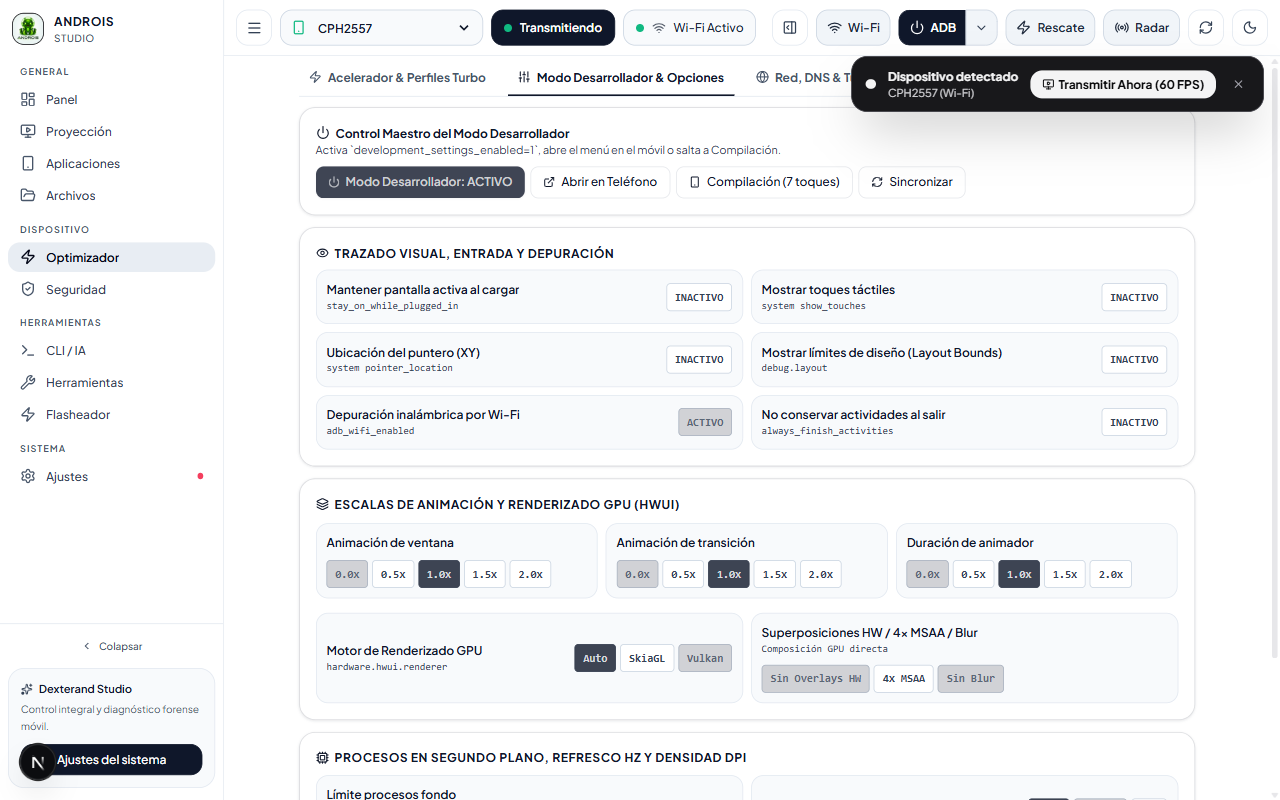 ANDROIS
STUDIO
GENERAL
Panel
Proyección
Aplicaciones
Archivos
DISPOSITIVO
Optimizador
Seguridad
HERRAMIENTAS
CLI / IA
Herramientas
Flasheador
SISTEMA
Ajustes
Colapsar
Dexterand Studio
Control integral y diagnóstico forense
móvil.
N
Ajustes del sistema
CPH2557
Transmitiendo
Wi-Fi Activo
Wi-Fi
ADB
Rescate
Radar
Acelerador & Perfiles Turbo
Modo Desarrollador & Opciones
Red, DNS & T
Dispositivo detectado
CPH2557 (Wi-Fi)
Transmitir Ahora (60 FPS)
Control Maestro del Modo Desarrollador
Activa `development_settings_enabled=1`, abre el menú en el móvil o salta a Compilación.
Modo Desarrollador: ACTIVO
Abrir en Teléfono
Compilación (7 toques)
Sincronizar
TRAZADO VISUAL, ENTRADA Y DEPURACIÓN
Mantener pantalla activa al cargar
stay_on_while_plugged_in
INACTIVO
Mostrar toques táctiles
system show_touches
INACTIVO
Ubicación del puntero (XY)
system pointer_location
INACTIVO
Mostrar límites de diseño (Layout Bounds)
debug.layout
INACTIVO
Depuración inalámbrica por Wi-Fi
adb_wifi_enabled
ACTIVO
No conservar actividades al salir
always_finish_activities
INACTIVO
ESCALAS DE ANIMACIÓN Y RENDERIZADO GPU (HWUI)
Animación de ventana
0.0x 0.5x 1.0x 1.5x 2.0x
Animación de transición
0.0x 0.5x 1.0x 1.5x 2.0x
Duración de animador
0.0x 0.5x 1.0x 1.5x 2.0x
Motor de Renderizado GPU
hardware.hwui.renderer
Auto SkiaGL Vulkan
Superposiciones HW / 4x MSAA / Blur
Composición GPU directa
Sin Overlays HW 4x MSAA Sin Blur
PROCESOS EN SEGUNDO PLANO, REFRESCO HZ Y DENSIDAD DPI
Límite procesos fondo